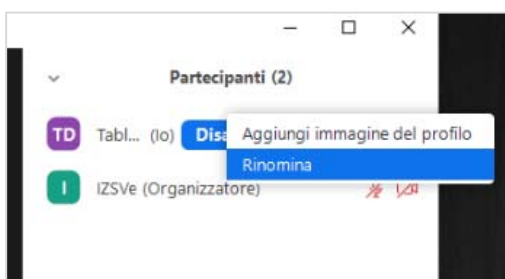 Partecipanti (2)
TD Tabl... (Io) Disa
Aggiungi immagine del profilo
Rinomina
I IZSVe (Organizzatore)